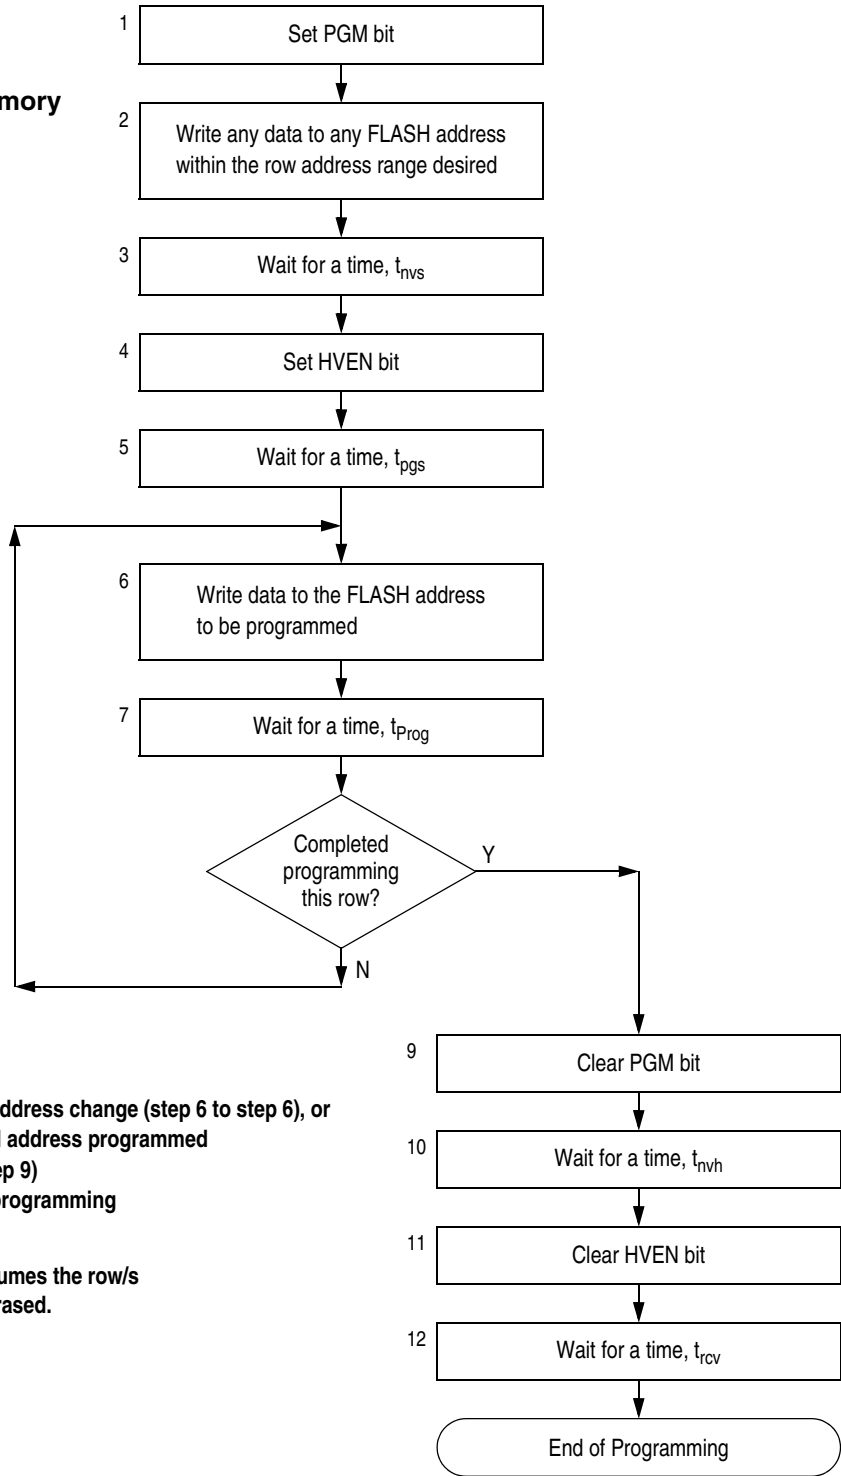 1
Set PGM bit
mory
2
Write any data to any FLASH address
within the row address range desired
3
Wait for a time, tnvs
4
Set HVEN bit
5
Wait for a time, tpgs
6
Write data to the FLASH address
to be programmed
7
Wait for a time, tProg
Completed
programming
this row?
Y
N
9
Clear PGM bit
ddress change (step 6 to step 6), or
address programmed
ep 9)
programming
10
Wait for a time, tnvh
11
Clear HVEN bit
umes the row/s
rased.
12
Wait for a time, trcv
End of Programming